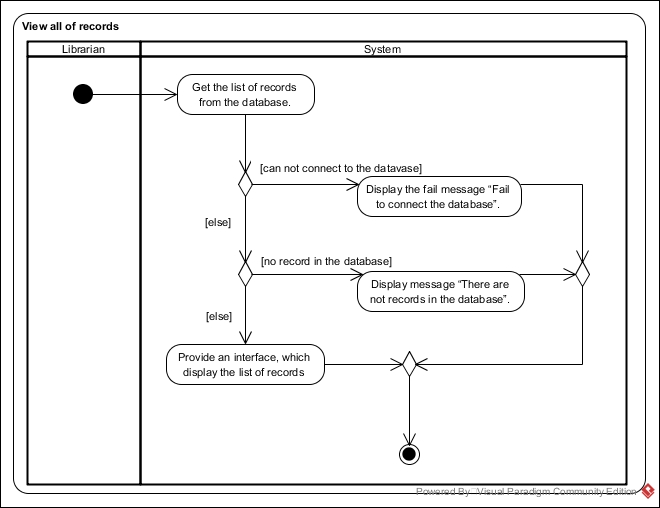 View all of records
Librarian
System
Get the list of records
from the database.
[can not connect to the datavase]
Display the fail message “Fail
to connect the database”.
[else]
[no record in the database]
Display message “There are
not records in the database”.
[else]
Provide an interface, which
display the list of records
Powered By: Visual Paradigm Community Edition